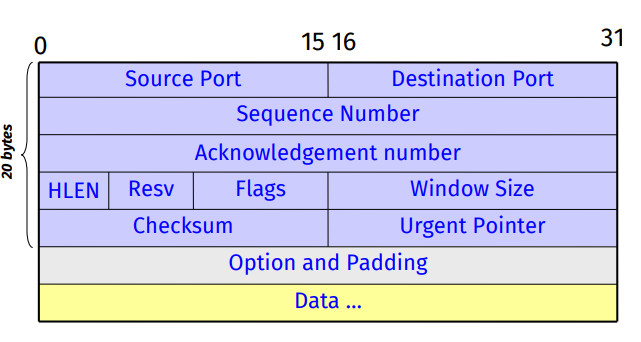 0 15 16 31
Source Port Destination Port
Sequence Number
20 bytes
Acknowledgement number
HLEN Resv Flags Window Size
Checksum Urgent Pointer
Option and Padding
Data ...